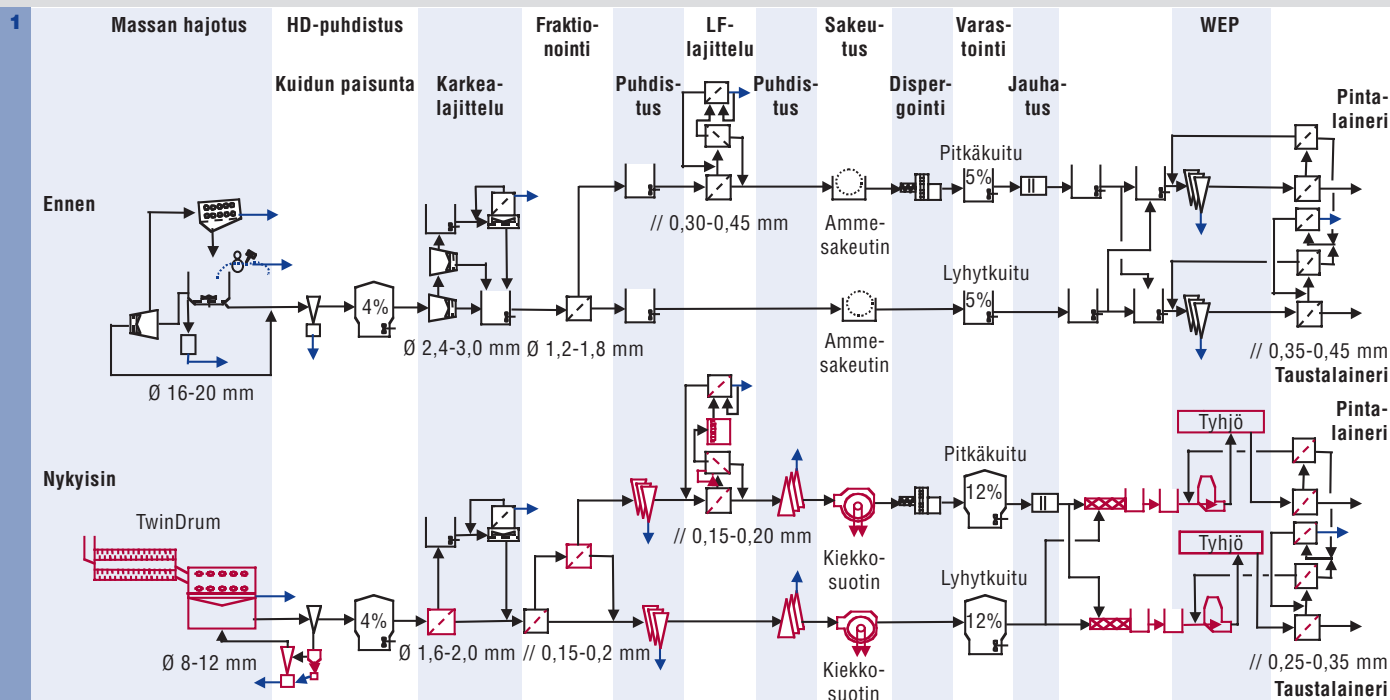 1
Massan hajotus
HD-puhdistus
Fraktio-
nointi
LF-
lajittelu
Sakeu-
tus
Varas-
tointi
WEP
Kuidun paisunta
Karkea-
lajittelu
Puhdis-
tus
Puhdis-
tus
Disper-
gointi
Jauha-
tus
Pinta-
laineri
Ennen
Pitkäkuitu
5%
// 0,30-0,45 mm
Amme-
sakeutin
4%
Lyhytkuitu
5%
Ø 2,4-3,0 mm
Ø 1,2-1,8 mm
Amme-
sakeutin
// 0,35-0,45 mm
Taustalaineri
Ø 16-20 mm
Pinta-
laineri
Tyhjö
Nykyisin
Pitkäkuitu
12%
TwinDrum
// 0,15-0,20 mm
Kiekko-
suotin
Tyhjö
Lyhytkuitu
12%
4%
Ø 8-12 mm
Ø 1,6-2,0 mm
// 0,15-0,2 mm
Kiekko-
suotin
// 0,25-0,35 mm
Taustalaineri